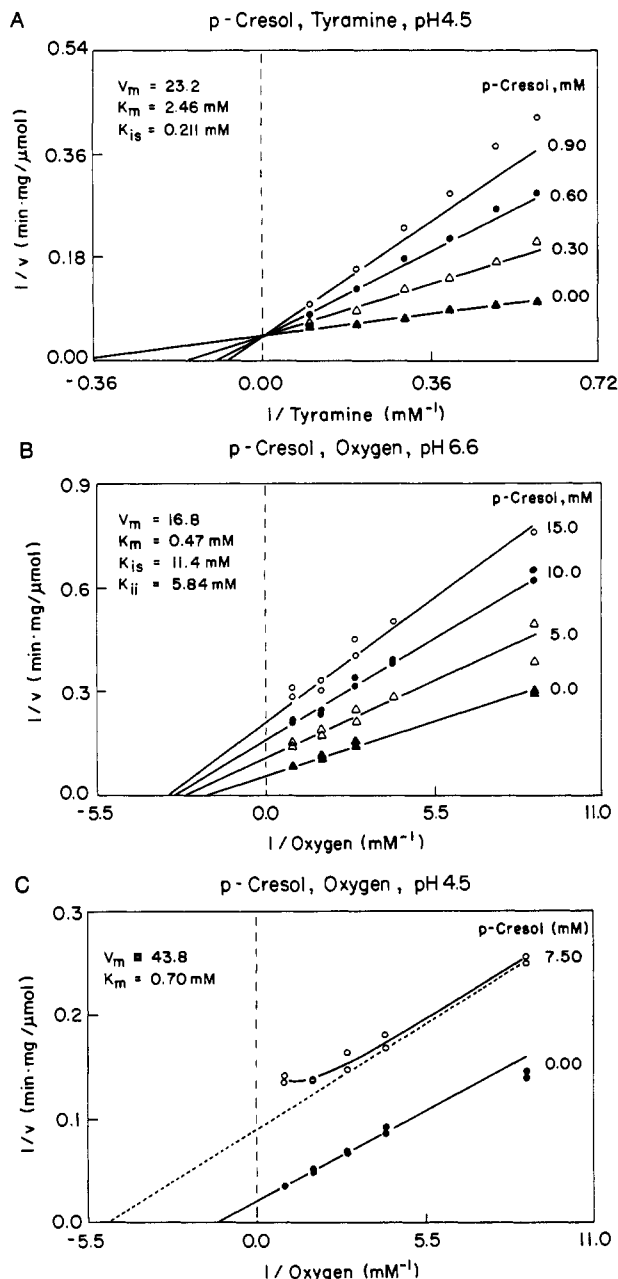 A
p-Cresol, Tyramine, pH4.5
0.54
0.36
0.18
0.00
Vm = 23.2
Km = 2.46 mM
Kis = 0.211 mM
p-Cresol, mM
0.90
0.60
0.30
0.00
1/v (min·mg/μmol)
-0.36
0.00
0.36
0.72
1/Tyramine (mM⁻¹)
B
p-Cresol, Oxygen, pH6.6
0.9
0.6
0.3
0.0
Vm = 16.8
Km = 0.47 mM
Kis = 11.4 mM
Kii = 5.84 mM
p-Cresol, mM
15.0
10.0
5.0
0.0
1/v (min·mg/μmol)
-5.5
0.0
5.5
11.0
1/Oxygen (mM⁻¹)
C
p-Cresol, Oxygen, pH4.5
0.3
0.2
0.1
0.0
Vm = 43.8
Km = 0.70 mM
p-Cresol (mM)
7.50
0.00
1/v (min·mg/μmol)
-5.5
0.0
5.5
11.0
1/Oxygen (mM⁻¹)